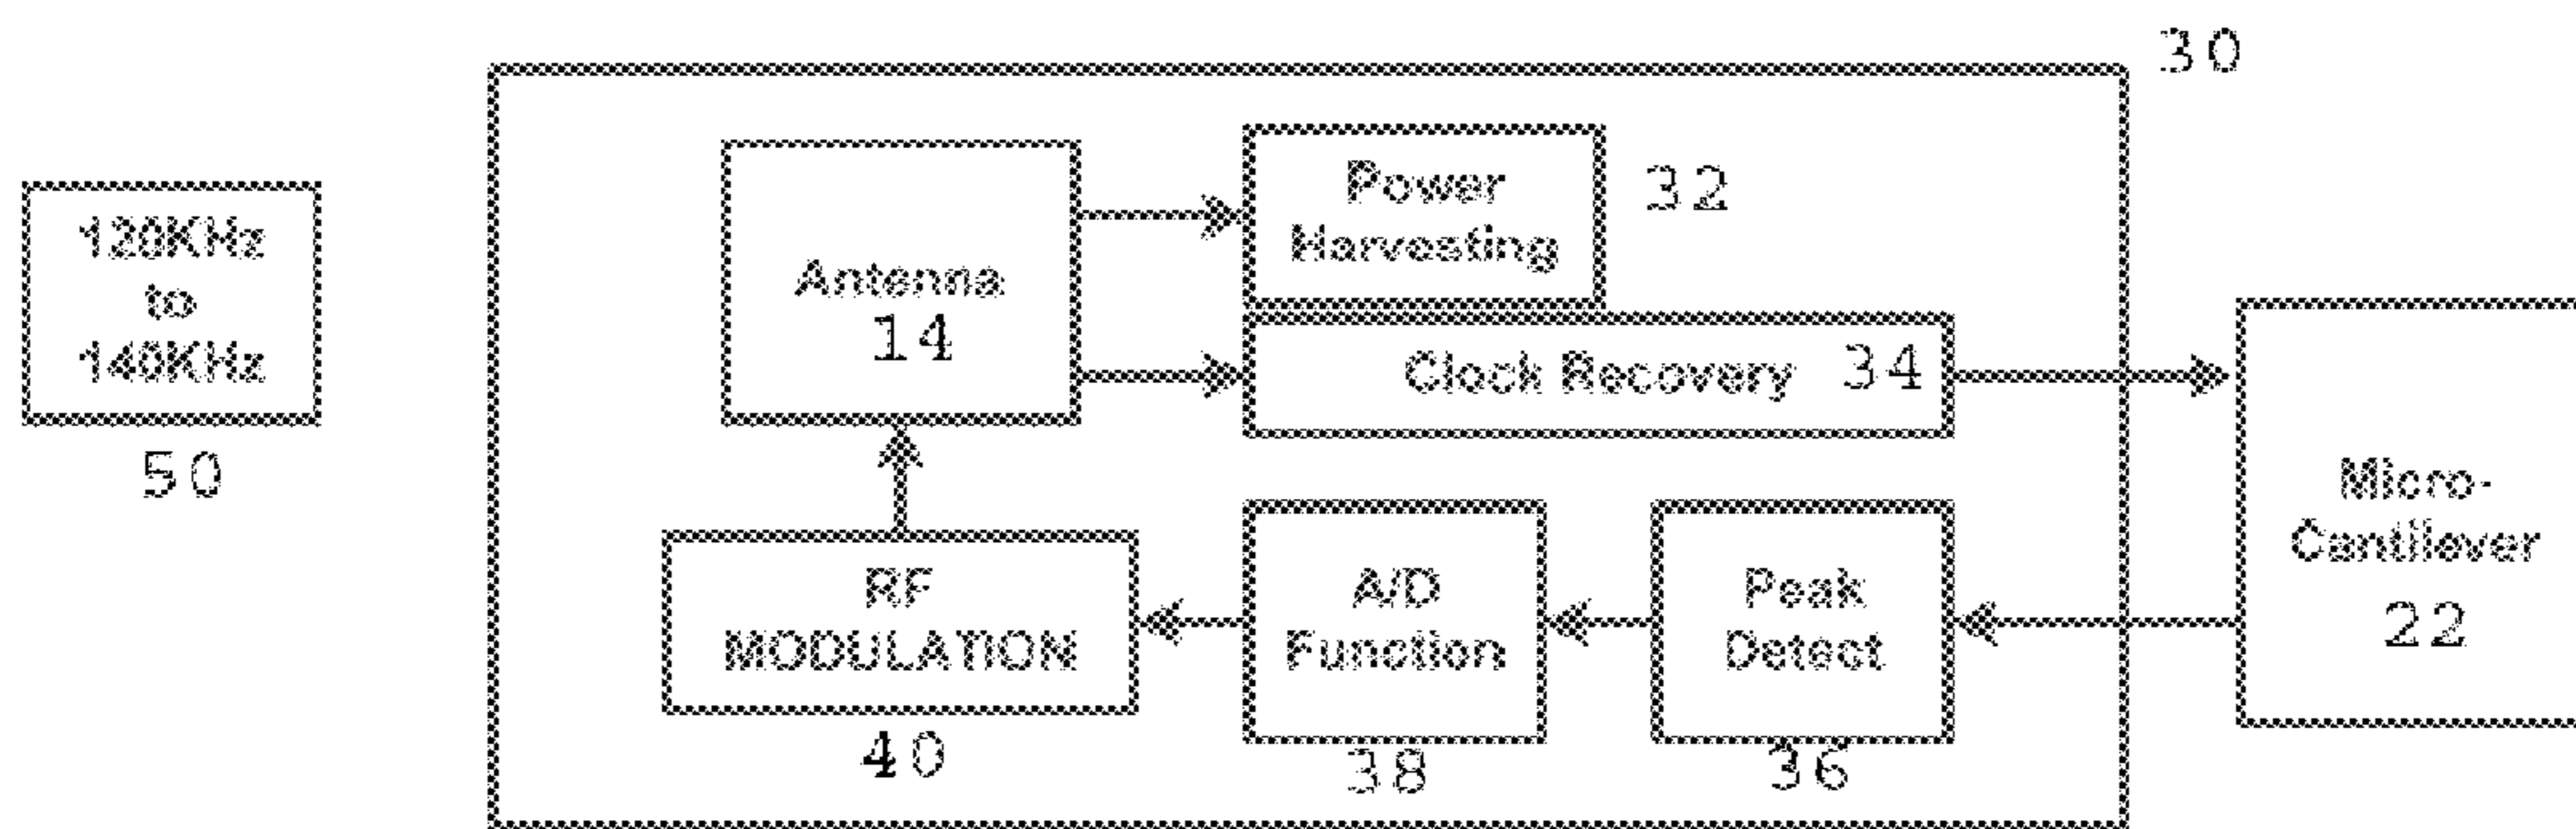 30
120KHz
to
140KHz
50
Antenna
14
Power
Harvesting
32
Clock Recovery 34
Micro-
Cantilever
22
RF
MODULATION
40
A/D
Function
38
Peak
Detect
36